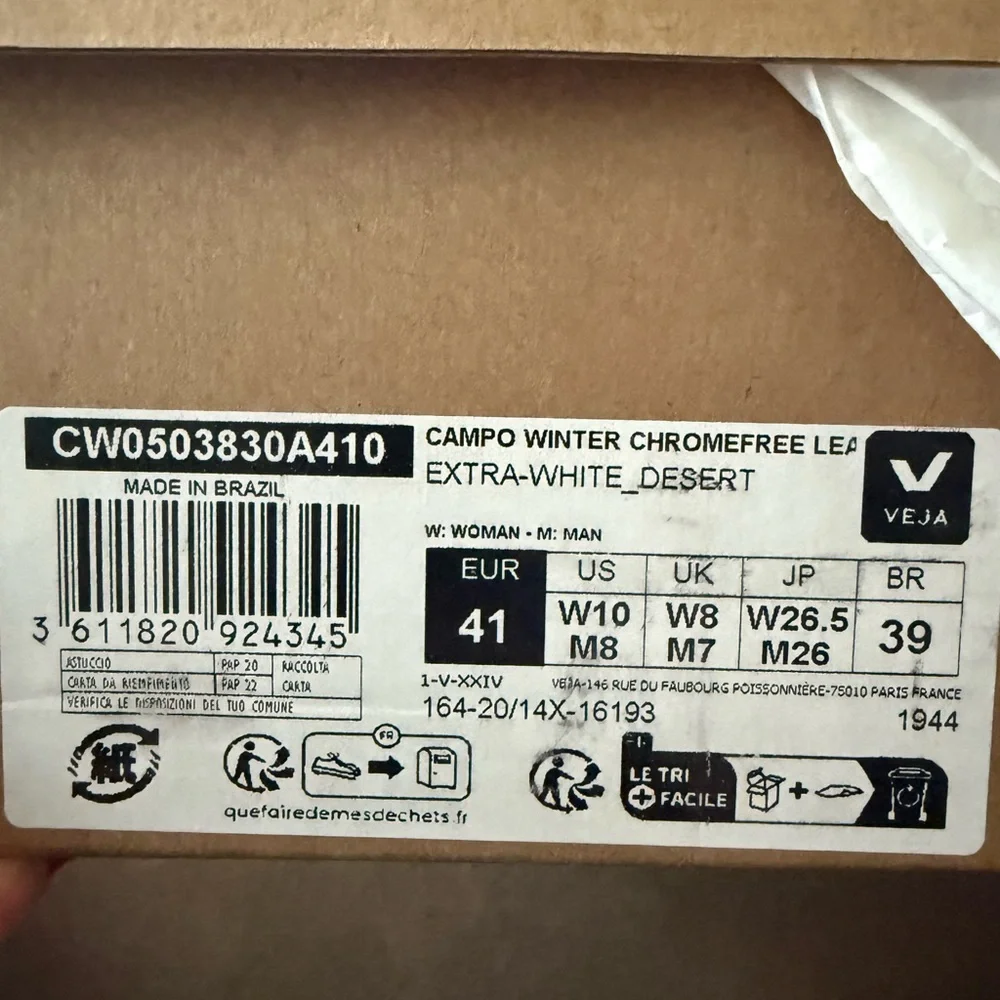 CW0503830A410
MADE IN BRAZIL
3 611820 924345
ASTUCCIO PAP 20 RACCOLTA
CARTA DA RIEMPIMENTO PAP 22 CARTA
VERIFICA LE DISPOSIZIONI DEL TUO COMUNE
CAMPO WINTER CHROMEFREE LEA
EXTRA-WHITE_DESERT
VEJA
W: WOMAN - M: MAN
EUR US UK JP BR
41 W10 W8 W26.5 39
M8 M7 M26
1-V-XXIV VEJA-146 RUE DU FAUBOURG POISSONNIÈRE-75010 PARIS FRANCE
164-20/14X-16193 1944
紙
FR
quefairedemesdechets.fr
LE TRI
+ FACILE
+